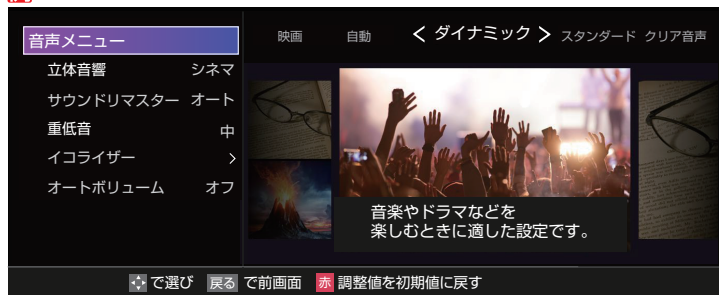 音声メニュー
映画 自動 < ダイナミック > スタンダード クリア音声
立体音響 シネマ
サウンドリマスター オート
重低音 中
イコライザー >
オートボリューム オフ
音楽やドラマなどを
楽しむときに適した設定です。
で選び 戻る で前画面 赤 調整値を初期値に戻す